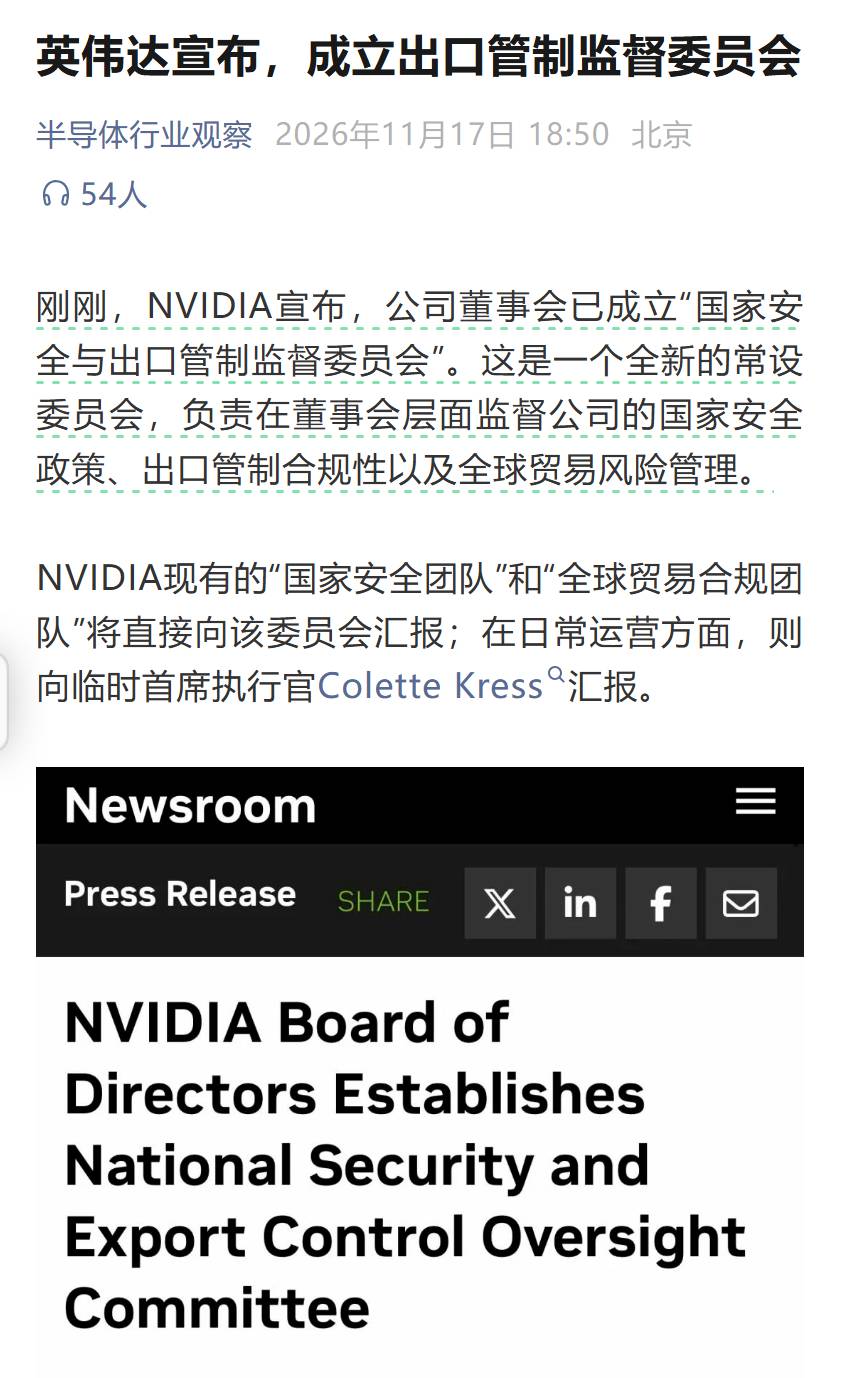 英伟达宣布，成立出口管制监督委员会
半导体行业观察 2026年11月17日 18:50 北京
54人
刚刚，NVIDIA宣布，公司董事会已成立“国家安
全与出口管制监督委员会”。这是一个全新的常设
委员会，负责在董事会层面监督公司的国家安全
政策、出口管制合规性以及全球贸易风险管理。
NVIDIA现有的“国家安全团队”和“全球贸易合规团
队”将直接向该委员会汇报；在日常运营方面，则
向临时首席执行官Colette Kress汇报。
Newsroom
Press Release SHARE X in f
NVIDIA Board of
Directors Establishes
National Security and
Export Control Oversight
Committee